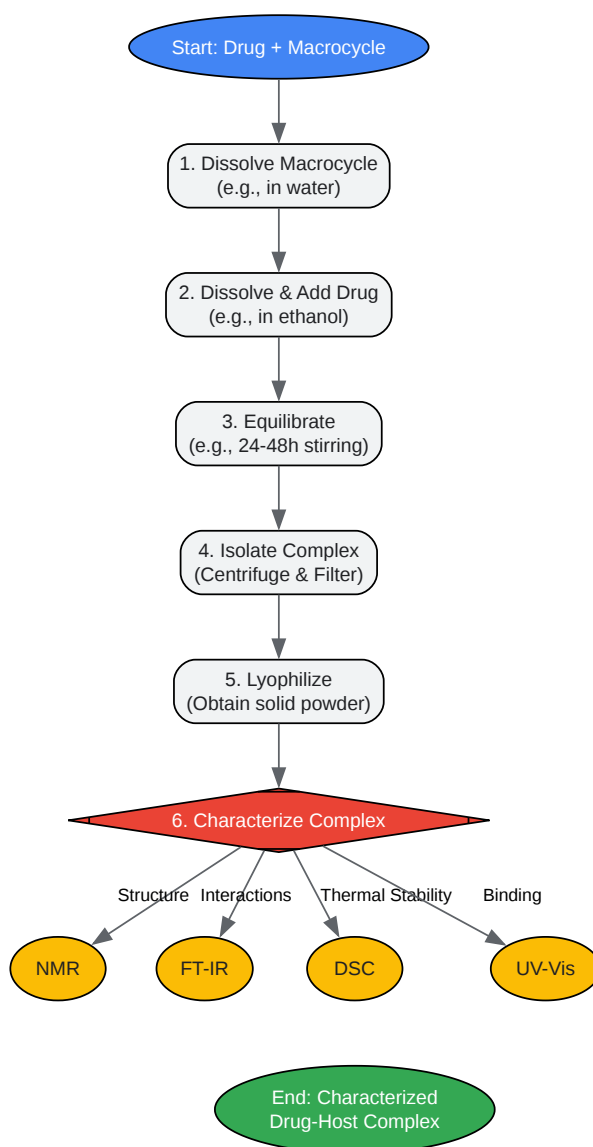 Start: Drug + Macrocycle
1. Dissolve Macrocycle
(e.g., in water)
2. Dissolve & Add Drug
(e.g., in ethanol)
3. Equilibrate
(e.g., 24-48h stirring)
4. Isolate Complex
(Centrifuge & Filter)
5. Lyophilize
(Obtain solid powder)
6. Characterize Complex
Structure
Interactions
Thermal Stability
Binding
NMR
FT-IR
DSC
UV-Vis
End: Characterized
Drug-Host Complex